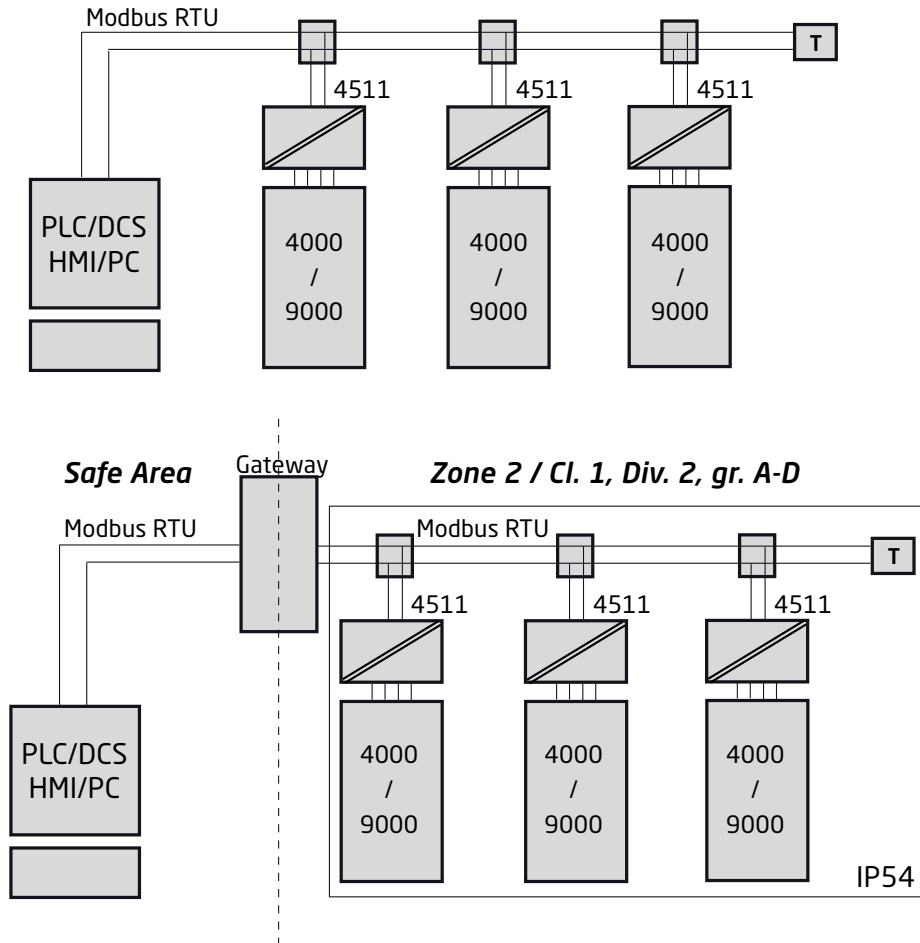 Modbus RTU
T
4511
4511
4511
PLC/DCS
HMI/PC
4000
/
9000
4000
/
9000
4000
/
9000
Safe Area
Gateway
Zone 2 / Cl. 1, Div. 2, gr. A-D
Modbus RTU
Modbus RTU
T
4511
4511
4511
PLC/DCS
HMI/PC
4000
/
9000
4000
/
9000
4000
/
9000
IP54